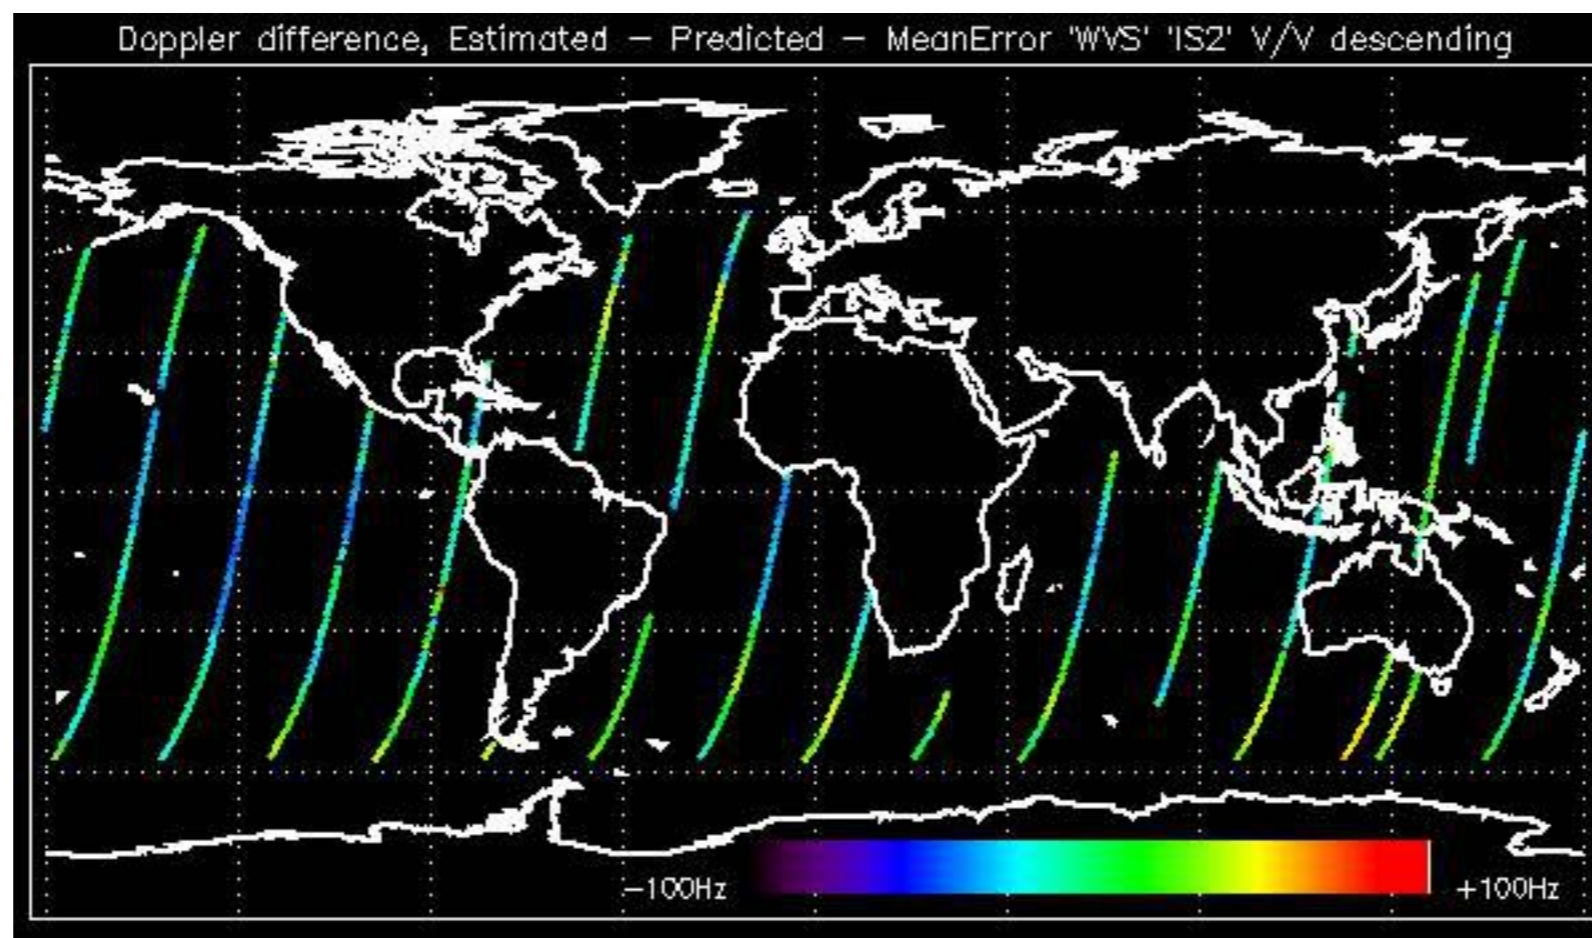 Doppler difference, Estimated – Predicted – MeanError 'WVS' 'IS2' V/V descending
–100Hz
+100Hz